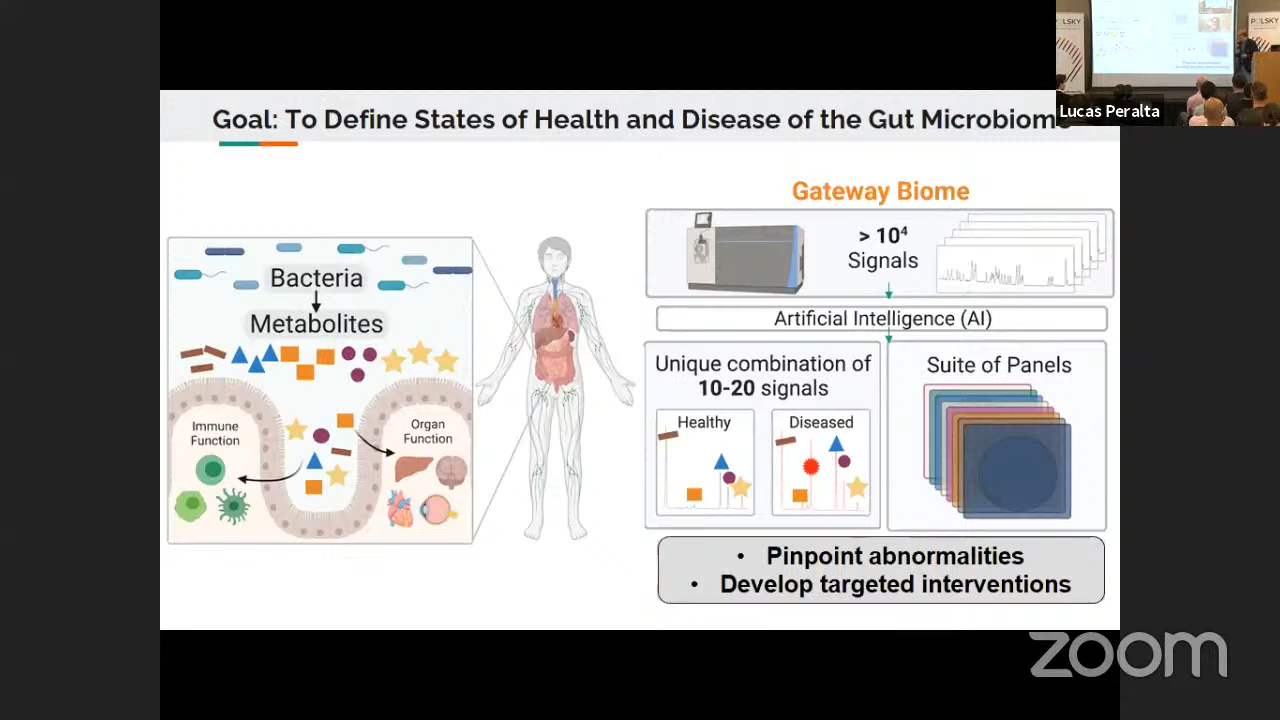 POLSKY
POLSKY
Lucas Peralta
Goal: To Define States of Health and Disease of the Gut Microbiome
Gateway Biome
> 10⁴
Signals
Bacteria
Metabolites
Immune
Function
Organ
Function
Artificial Intelligence (AI)
Unique combination of
10-20 signals
Healthy
Diseased
Suite of Panels
• Pinpoint abnormalities
• Develop targeted interventions
zoom